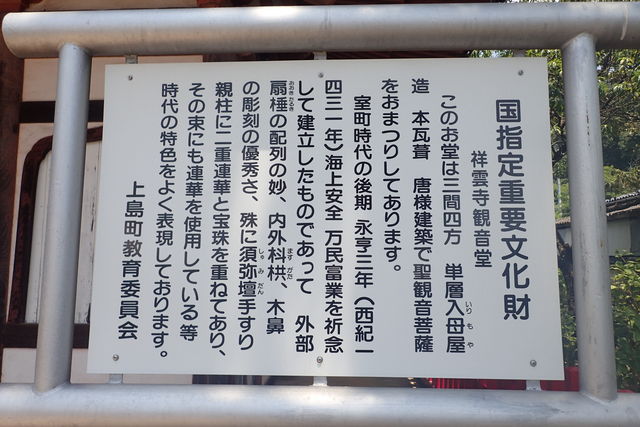 国指定重要文化財
祥雲寺観音堂
このお堂は三間四方 単層入母屋
造 本瓦葺 唐様建築で聖観音菩薩
をおまつりしてあります。
室町時代の後期 永亨三年(西紀一
四三一年)海上安全 万民富業を祈念
して建立したものであって 外部
扇棰の配列の妙、内外枓栱、木鼻
の彫刻の優秀さ、殊に須弥壇手すり
親柱に二重連華と宝珠を重ねてあり、
その束にも連華を使用している 等
時代の特色をよく表現しております。
上島町教育委員会